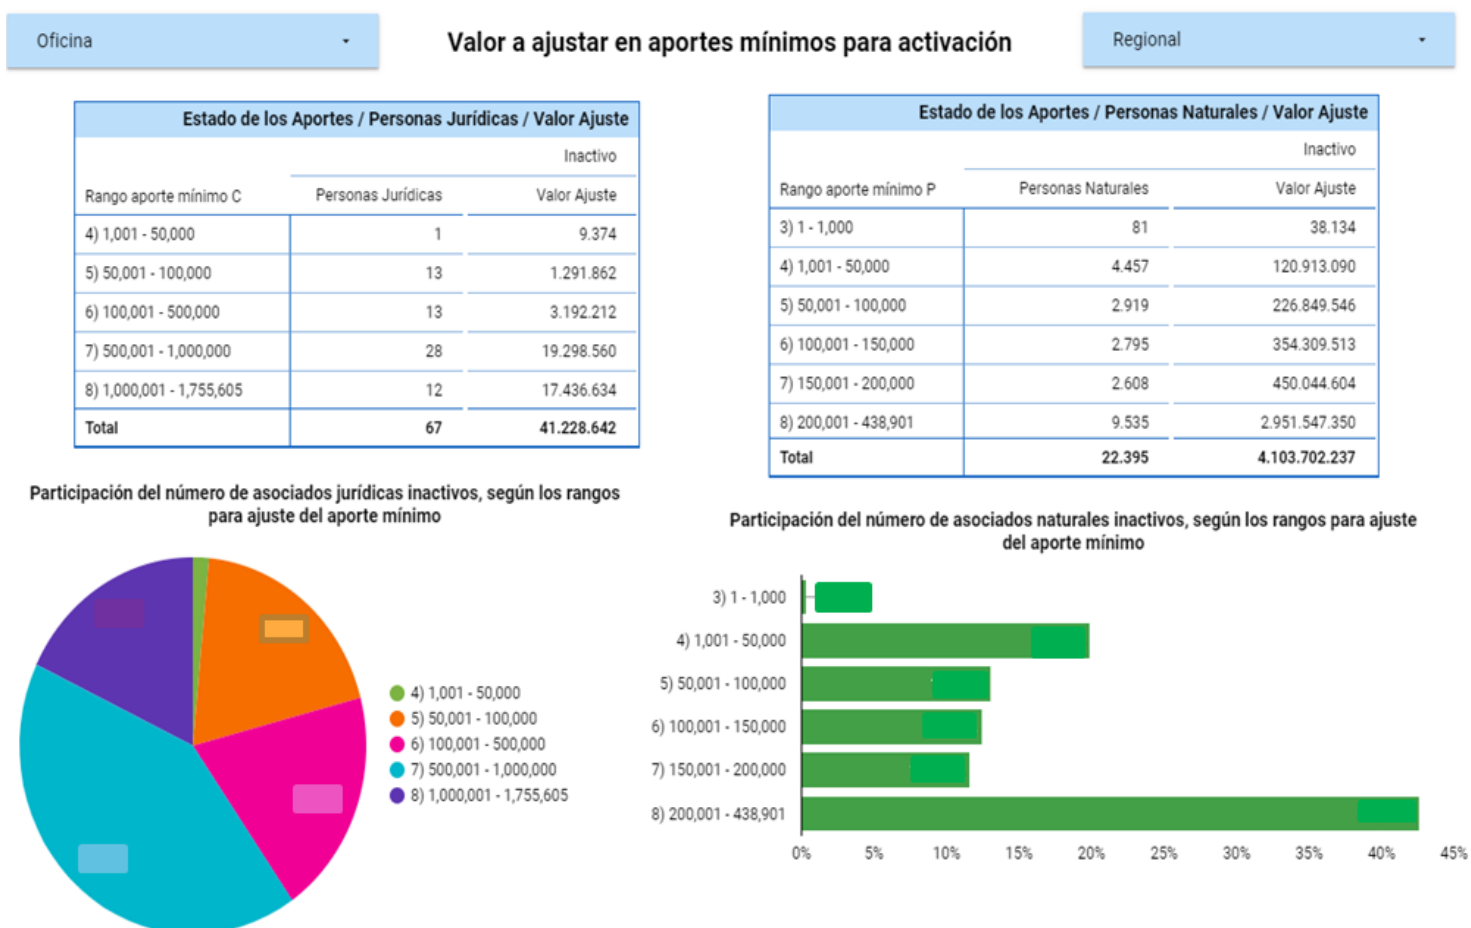 Oficina
Valor a ajustar en aportes mínimos para activación
Regional
Estado de los Aportes / Personas Jurídicas / Valor Ajuste
Inactivo
Rango aporte mínimo C Personas Jurídicas Valor Ajuste
4) 1,001 - 50,000 1 9.374
5) 50,001 - 100,000 13 1.291.862
6) 100,001 - 500,000 13 3.192.212
7) 500,001 - 1,000,000 28 19.298.560
8) 1,000,001 - 1,755,605 12 17.436.634
Total 67 41.228.642
Estado de los Aportes / Personas Naturales / Valor Ajuste
Inactivo
Rango aporte mínimo P Personas Naturales Valor Ajuste
3) 1 - 1,000 81 38.134
4) 1,001 - 50,000 4.457 120.913.090
5) 50,001 - 100,000 2.919 226.849.546
6) 100,001 - 150,000 2.795 354.309.513
7) 150,001 - 200,000 2.608 450.044.604
8) 200,001 - 438,901 9.535 2.951.547.350
Total 22.395 4.103.702.237
Participación del número de asociados jurídicas inactivos, según los rangos
para ajuste del aporte mínimo
4) 1,001 - 50,000
5) 50,001 - 100,000
6) 100,001 - 500,000
7) 500,001 - 1,000,000
8) 1,000,001 - 1,755,605
Participación del número de asociados naturales inactivos, según los rangos para ajuste
del aporte mínimo
3) 1 - 1,000
4) 1,001 - 50,000
5) 50,001 - 100,000
6) 100,001 - 150,000
7) 150,001 - 200,000
8) 200,001 - 438,901
0% 5% 10% 15% 20% 25% 30% 35% 40% 45%